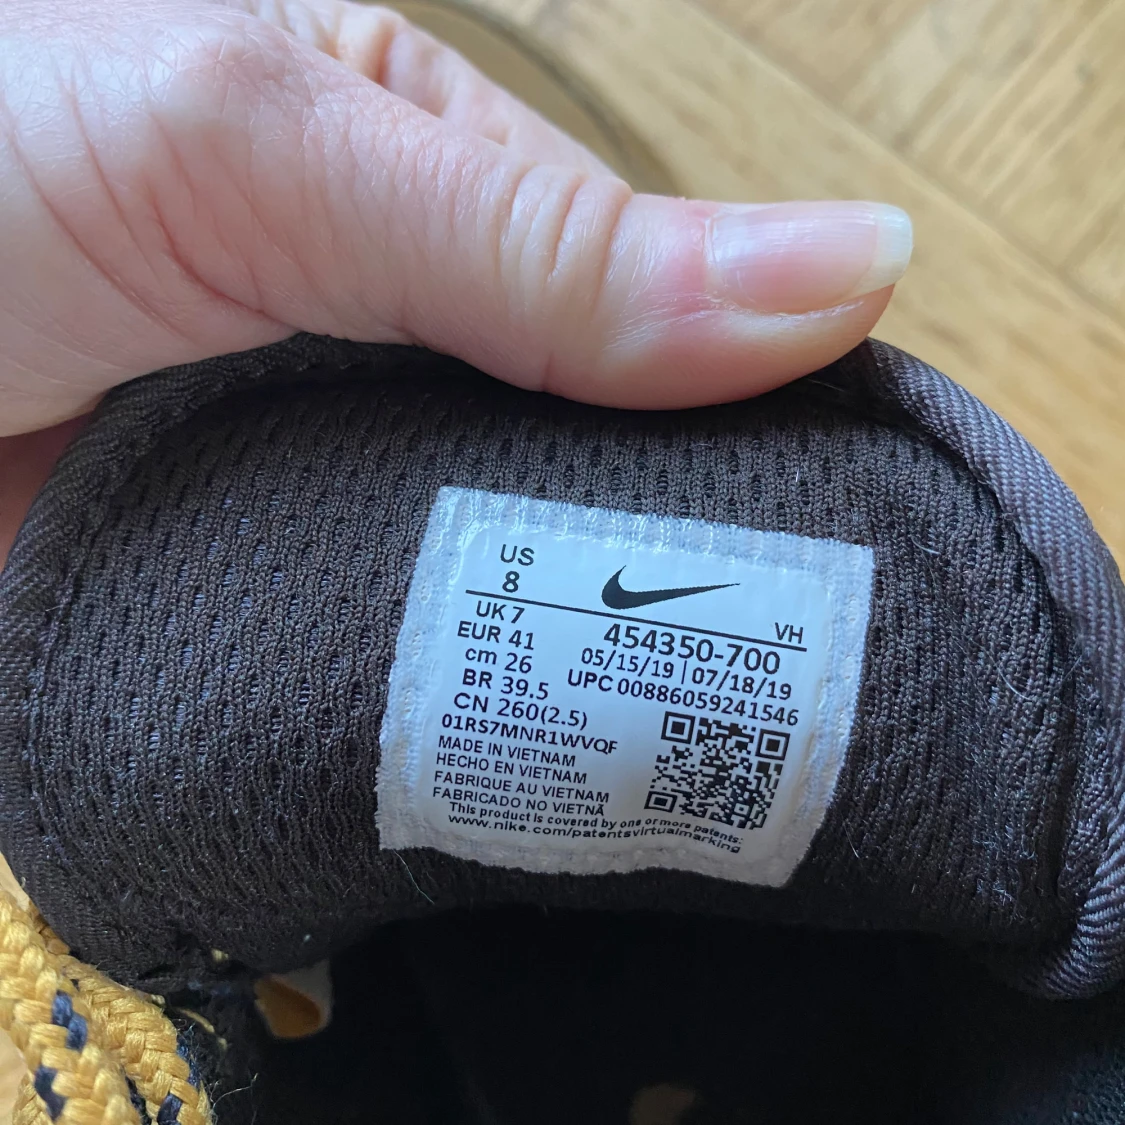 US
8
VH
UK 7
EUR 41
cm 26
BR 39.5
CN 260(2.5)
454350-700
05/15/19 | 07/18/19
UPC 00886059241546
01RS7MNR1WVQF
MADE IN VIETNAM
HECHO EN VIETNAM
FABRIQUE AU VIETNAM
FABRICADO NO VIETNÃ
This product is covered by one or more patents:
www.nike.com/patentsvirtualmarking